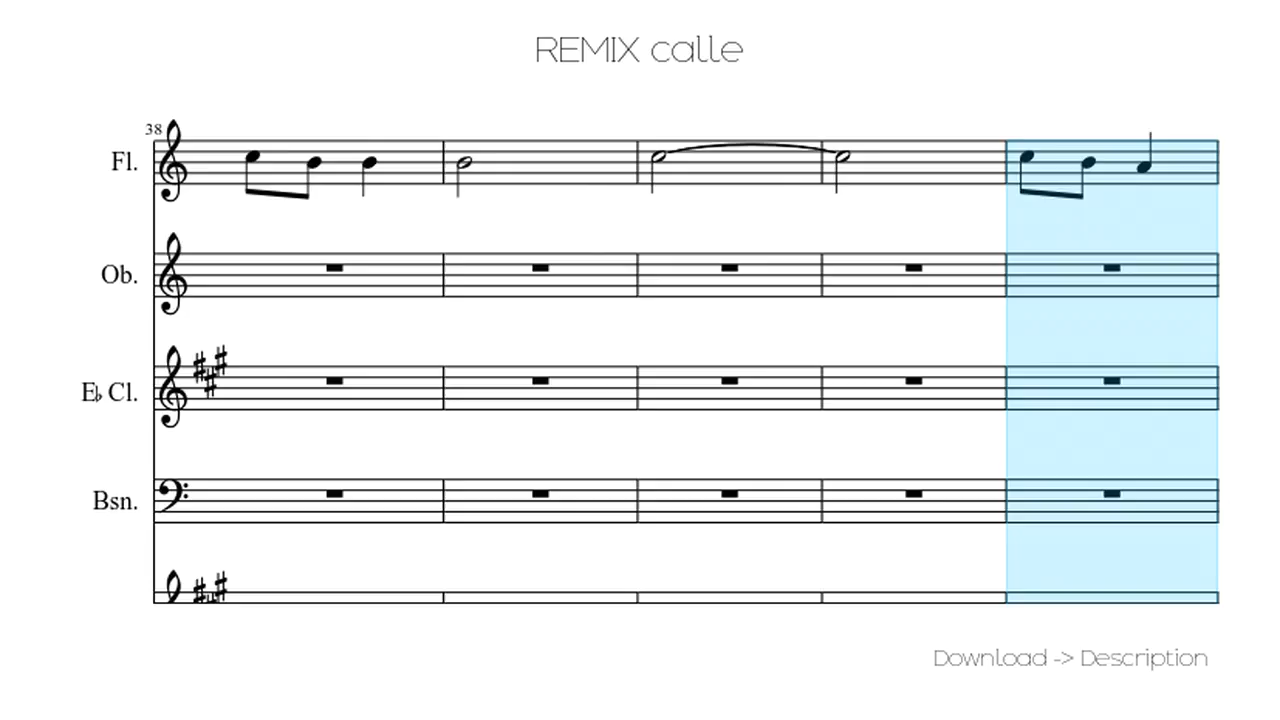 REMIX calle
38
Fl.
Ob.
E♭ Cl.
Bsn.
Download -> Description